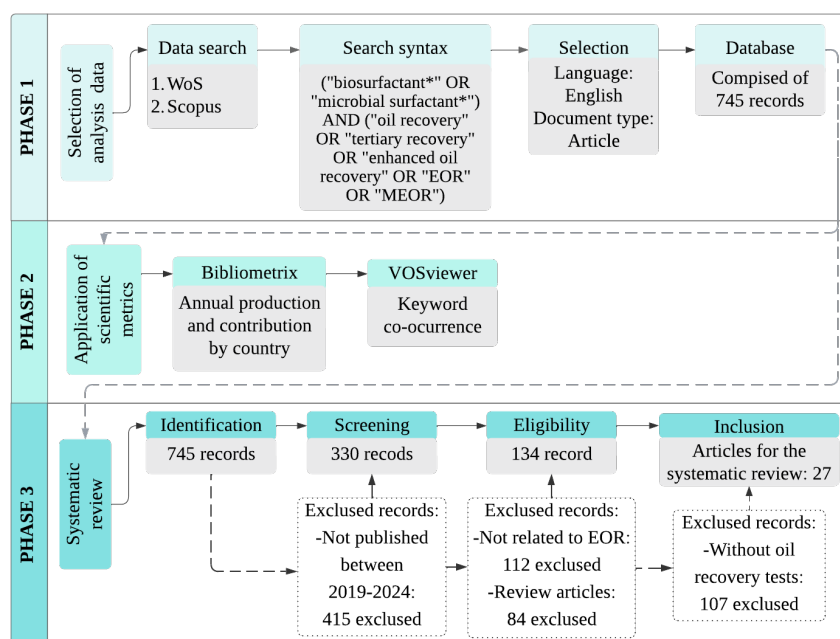 PHASE 1
Selection of
analysis data
Data search
1. WoS
2. Scopus
Search syntax
("biosurfactant*" OR
"microbial surfactant*")
AND ("oil recovery"
OR "tertiary recovery"
OR "enhanced oil
recovery" OR "EOR"
OR "MEOR")
Selection
Language:
English
Document type:
Article
Database
Compised of
745 records
PHASE 2
Application of
scientific
metrics
Bibliometrix
Annual production
and contribution
by country
VOSviewer
Keyword
co-ocurrence
PHASE 3
Systematic
review
Identification
745 records
Screening
330 recods
Eligibility
134 record
Inclusion
Articles for the
systematic review: 27
Exclused records:
-Not published
between
2019-2024:
415 exclused
Exclused records:
-Not related to EOR:
112 exclused
-Review articles:
84 exclused
Exclused records:
-Without oil
recovery tests:
107 exclused